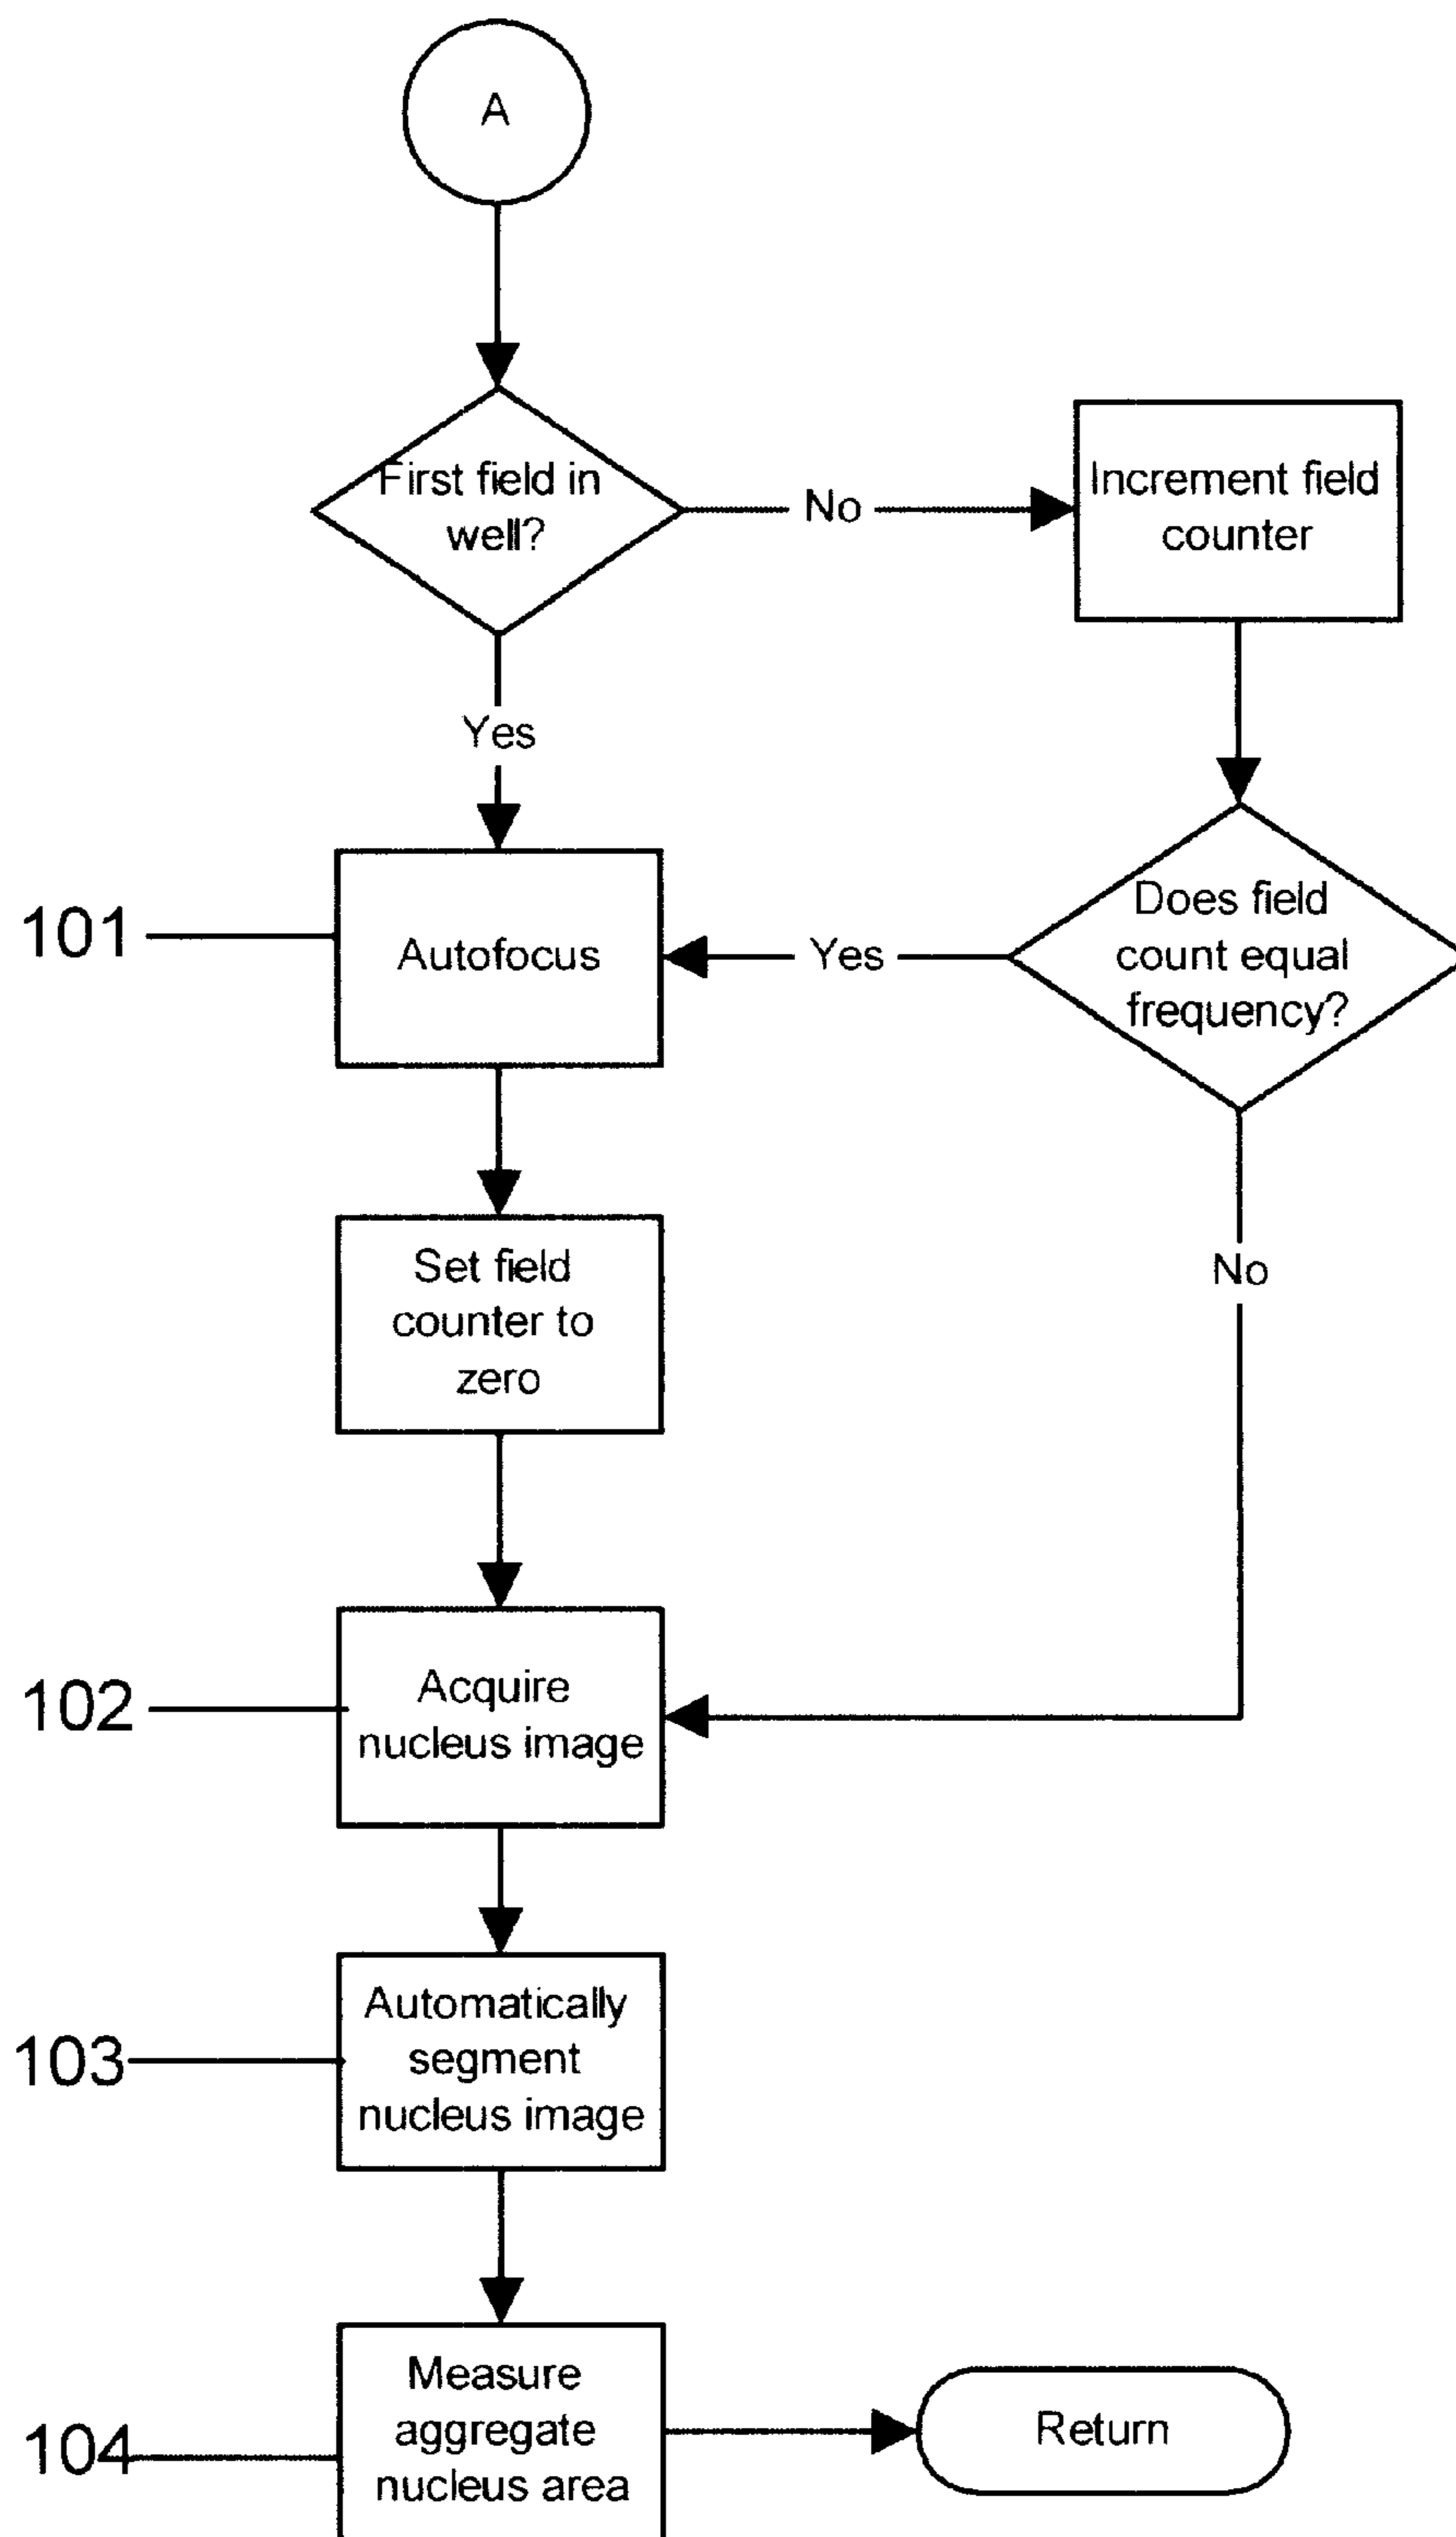 A
First field in
well?
No
Increment field
counter
Yes
101
Autofocus
Yes
Does field
count equal
frequency?
Set field
counter to
zero
No
102
Acquire
nucleus image
103
Automatically
segment
nucleus image
104
Measure
aggregate
nucleus area
Return